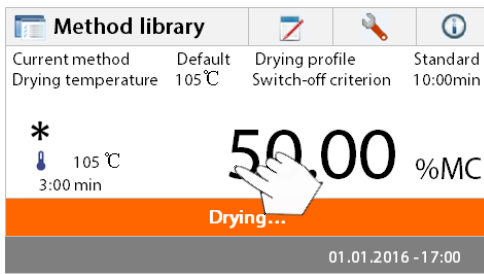 Method library
Current method Default Drying profile Standard
Drying temperature 105℃ Switch-off criterion 10:00min
*
105 ℃ 50.00 %MC
3:00 min
Drying...
01.01.2016 - 17:00